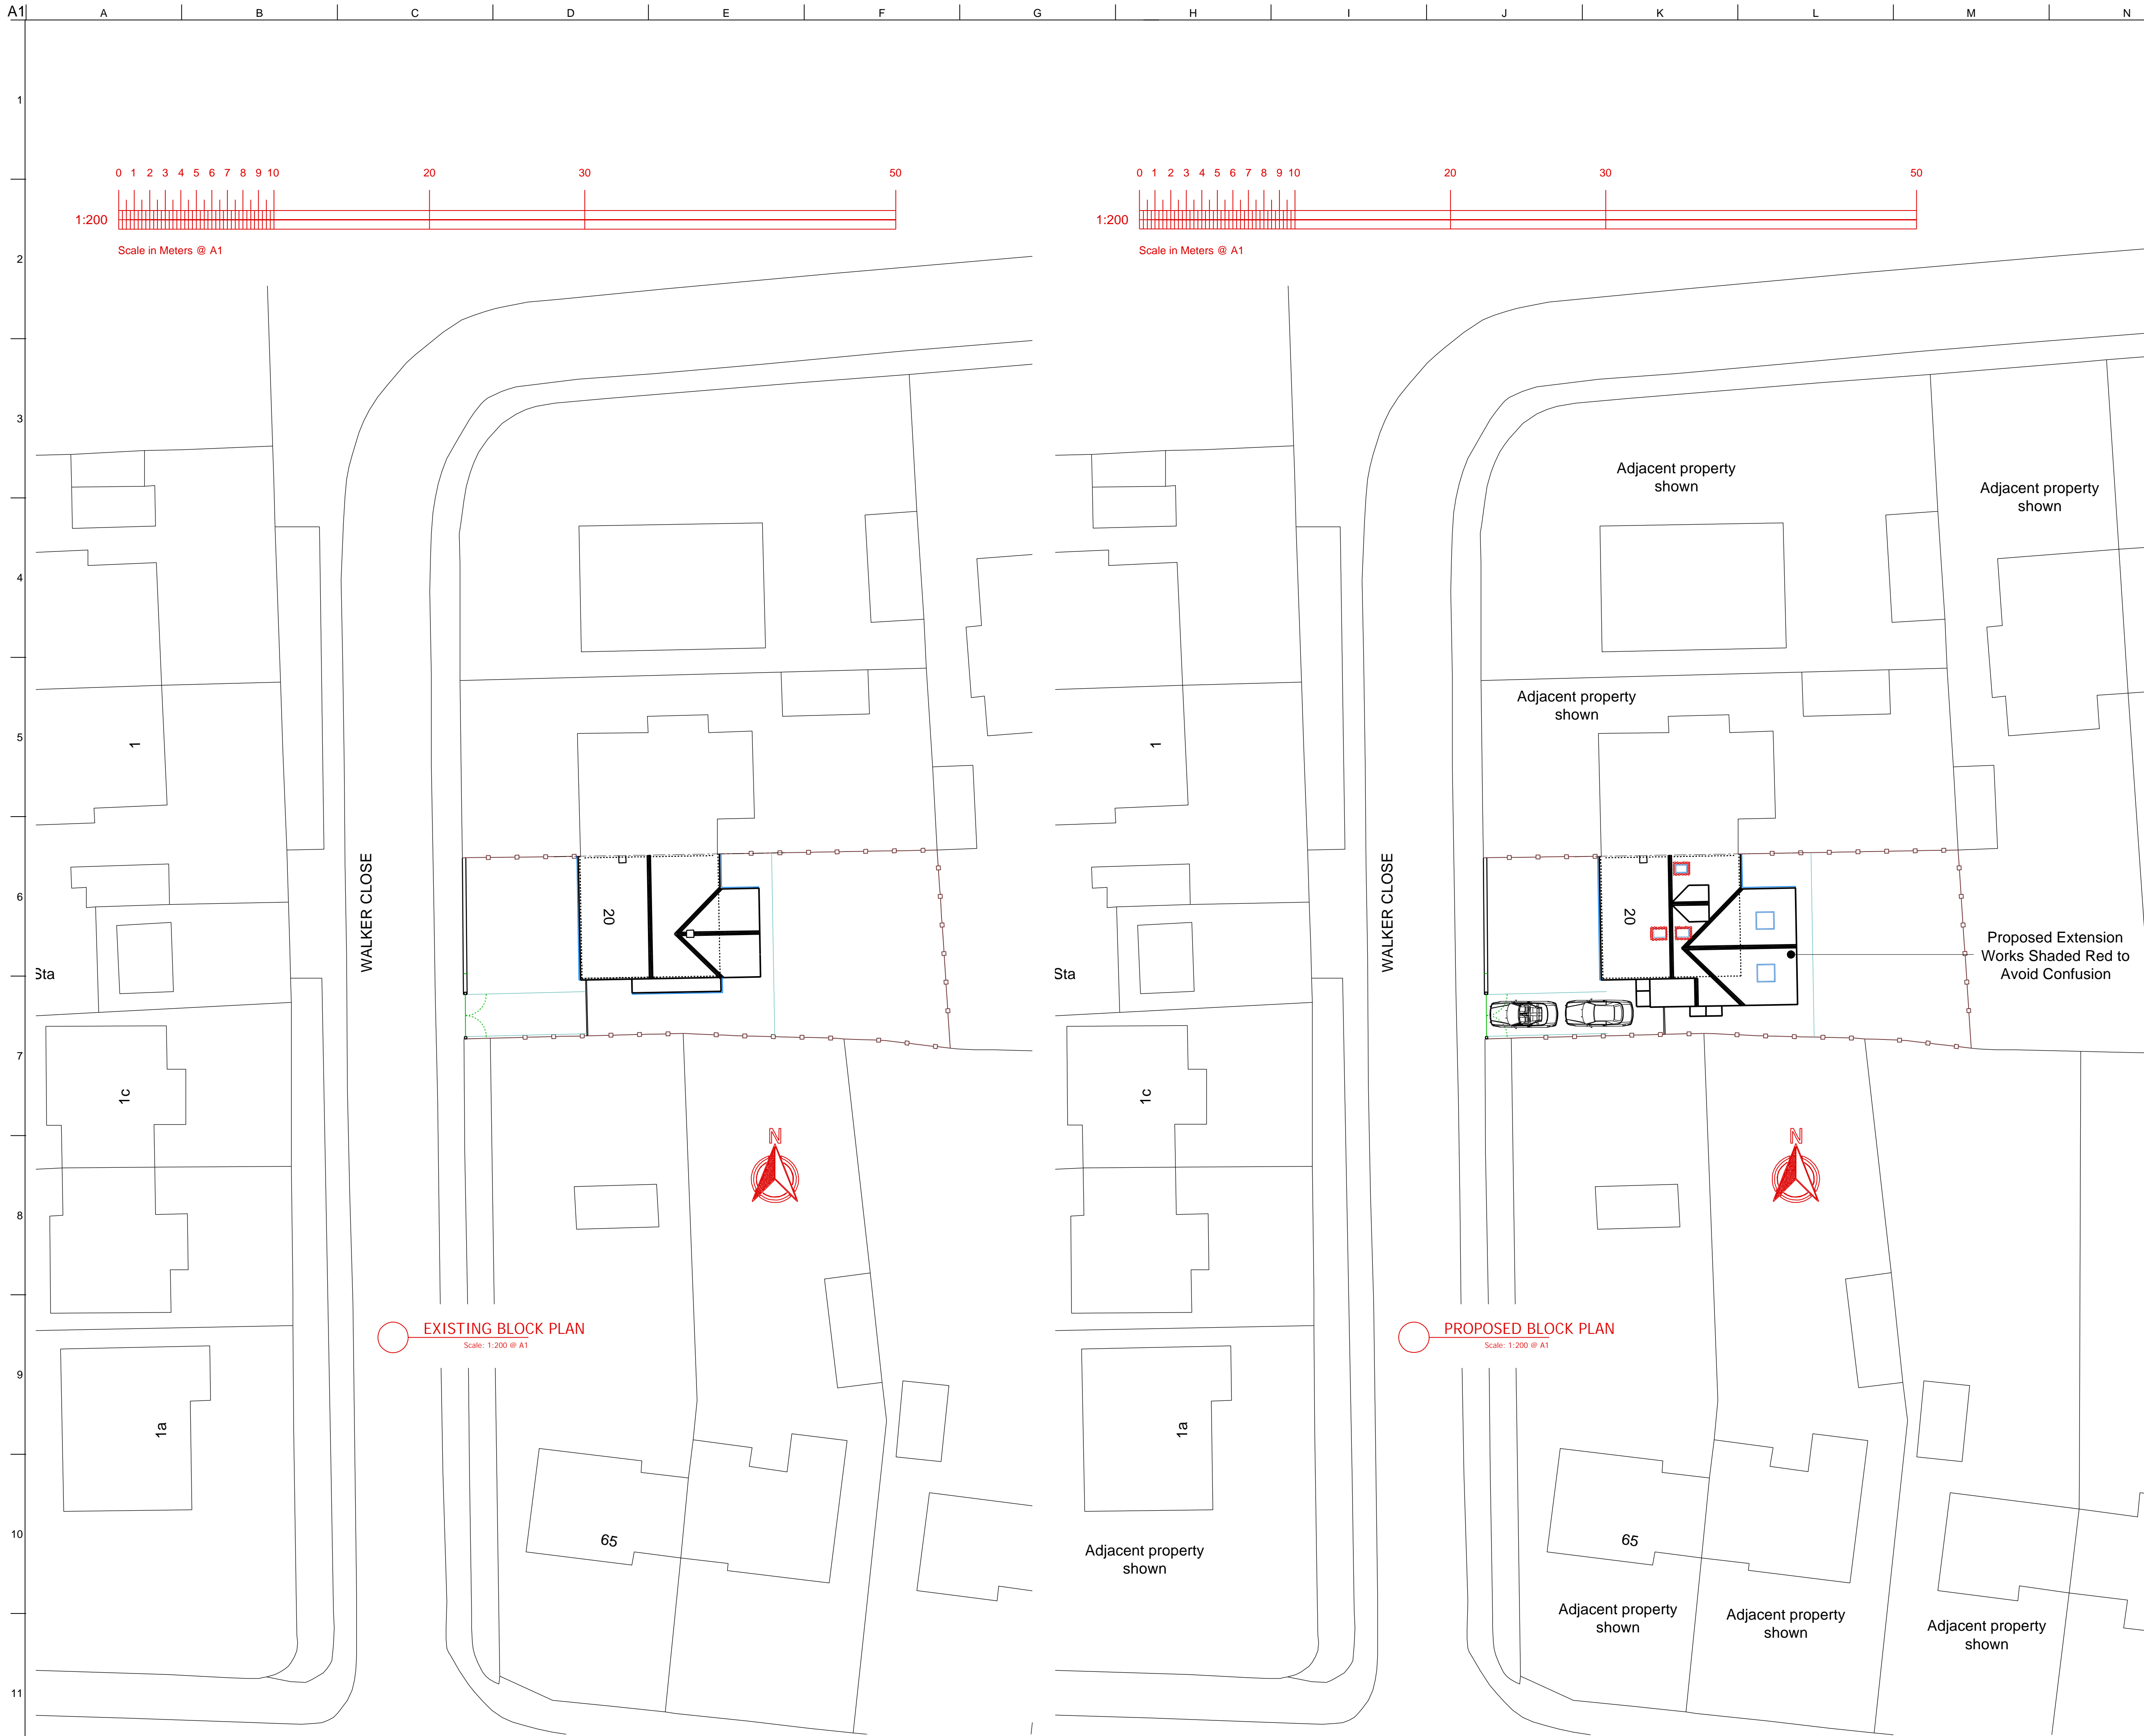 A1
A B C D E F G H I J K L M N
1
2
3
4
5
6
7
8
9
10
11
0 1 2 3 4 5 6 7 8 9 10 20 30 50
1:200
Scale in Meters @ A1
0 1 2 3 4 5 6 7 8 9 10 20 30 50
1:200
Scale in Meters @ A1
1
WALKER CLOSE
20
Sta
1c
N
EXISTING BLOCK PLAN
Scale: 1:200 @ A1
1a
65
Adjacent property
shown
Adjacent property
shown
Adjacent property
shown
1
WALKER CLOSE
20
Proposed Extension
Works Shaded Red to
Avoid Confusion
Sta
1c
N
PROPOSED BLOCK PLAN
Scale: 1:200 @ A1
1a
65
Adjacent property
shown
Adjacent property
shown
Adjacent property
shown
Adjacent property
shown